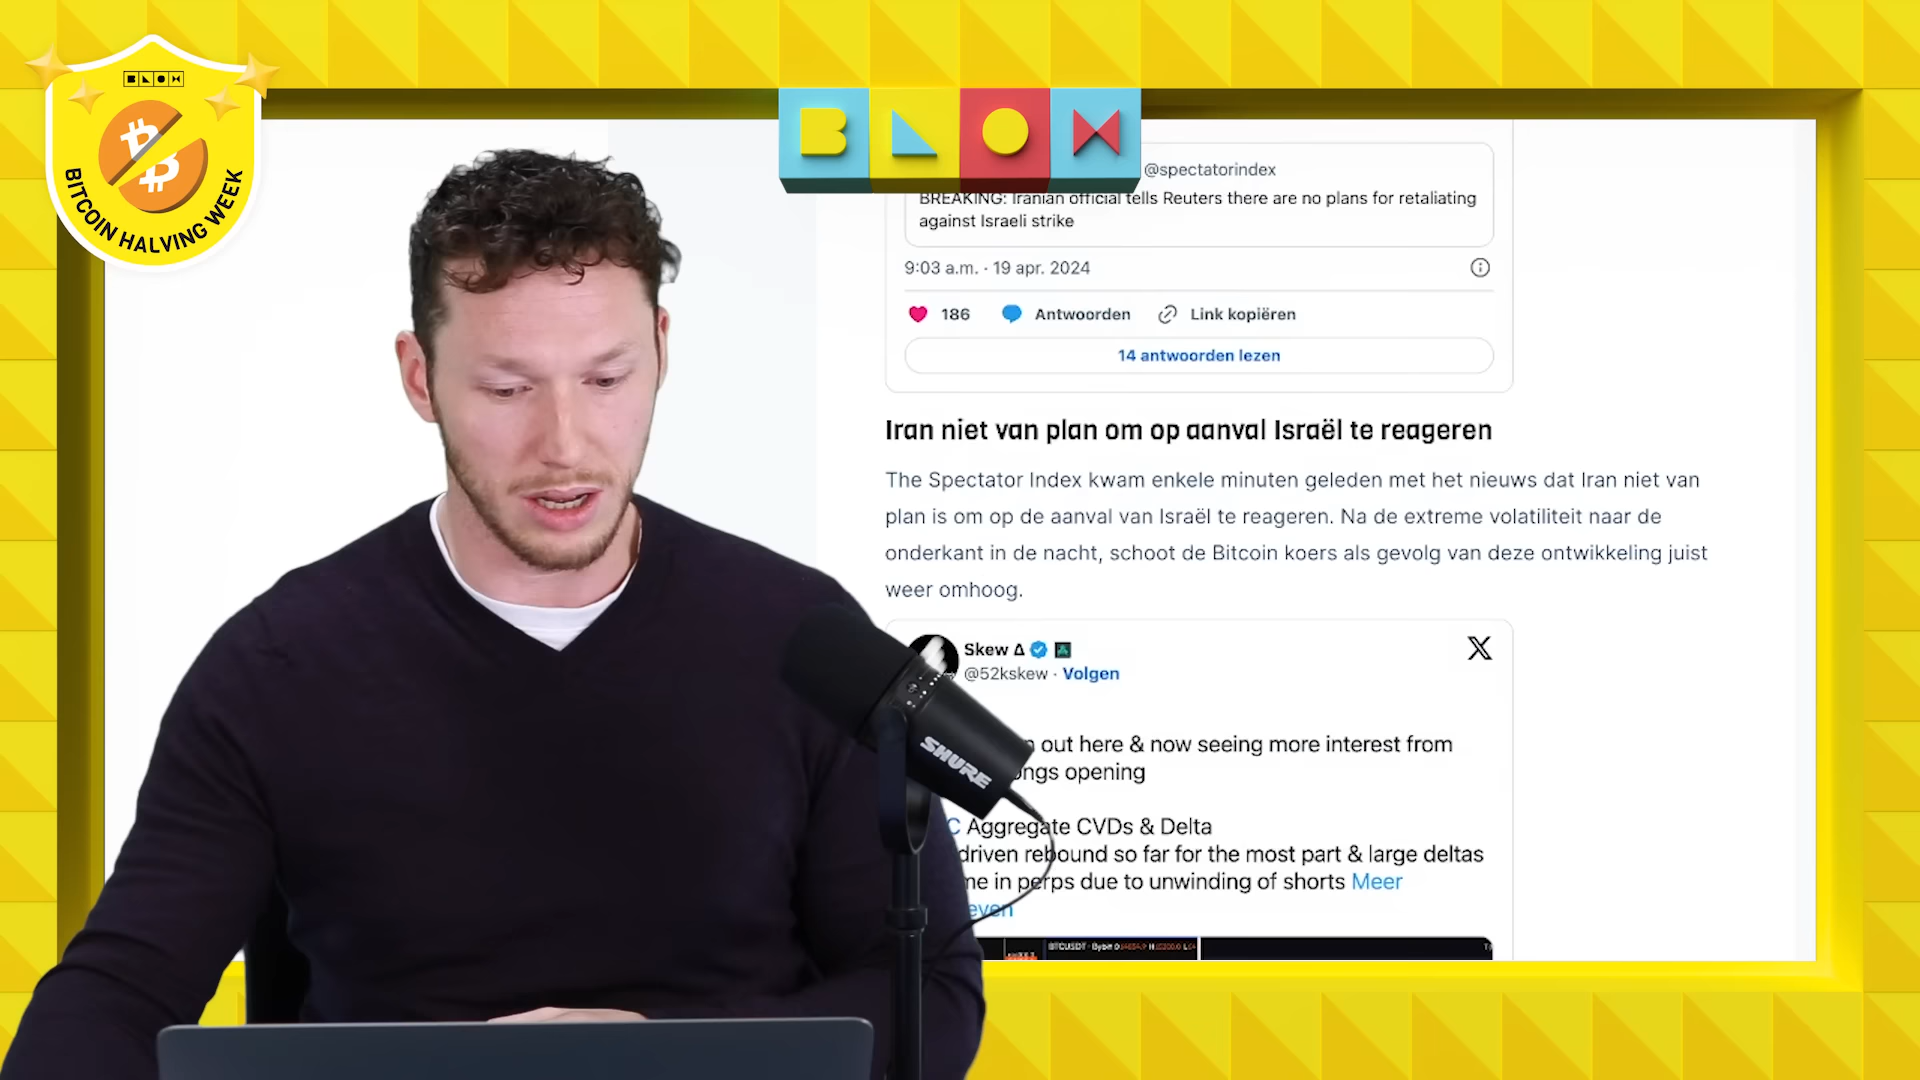 BLOX
BITCOIN HALVING WEEK
BLOX
@spectatorindex
BREAKING: Iranian official tells Reuters there are no plans for retaliating
against Israeli strike
9:03 a.m. · 19 apr. 2024
186 Antwoorden Link kopiëren
14 antwoorden lezen
Iran niet van plan om op aanval Israël te reageren
The Spectator Index kwam enkele minuten geleden met het nieuws dat Iran niet van
plan is om op de aanval van Israël te reageren. Na de extreme volatiliteit naar de
onderkant in de nacht, schoot de Bitcoin koers als gevolg van deze ontwikkeling juist
weer omhoog.
Skew Δ
@52kskew · Volgen
out here & now seeing more interest from
opening
Aggregate CVDs & Delta
driven rebound so far for the most part & large deltas
in perps due to unwinding of shorts Meer
SHURE
BTCUSDT · Bybit